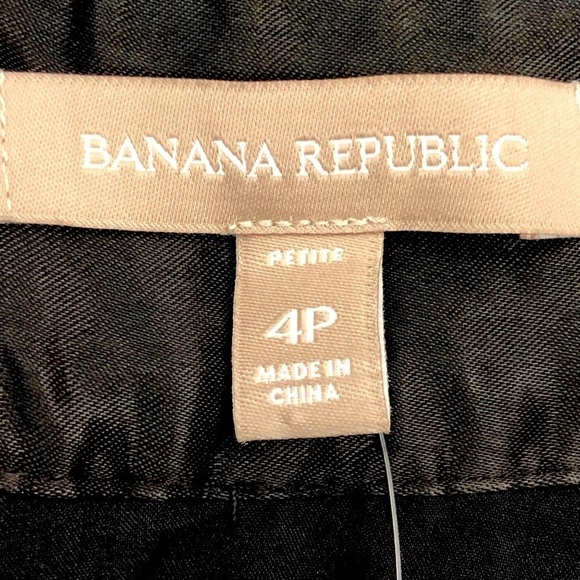 BANANA REPUBLIC
PETITE
4P
MADE IN
CHINA